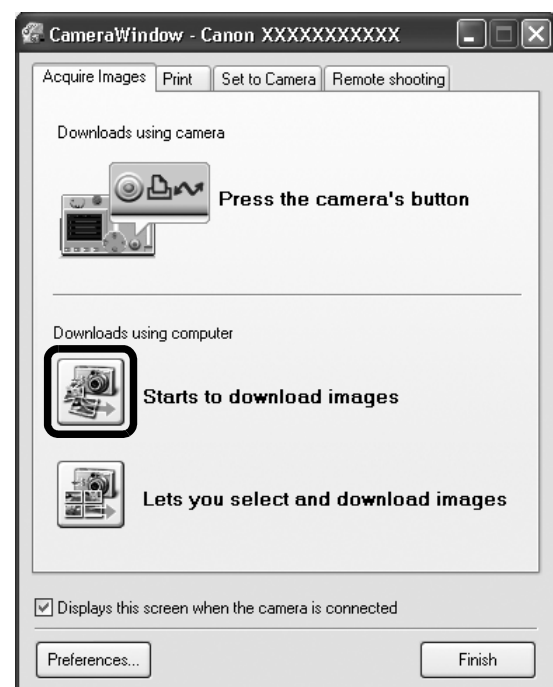 CameraWindow - Canon XXXXXXXXXXX
Acquire Images Print Set to Camera Remote shooting
Downloads using camera
Press the camera's button
Downloads using computer
Starts to download images
Lets you select and download images
Displays this screen when the camera is connected
Preferences... Finish